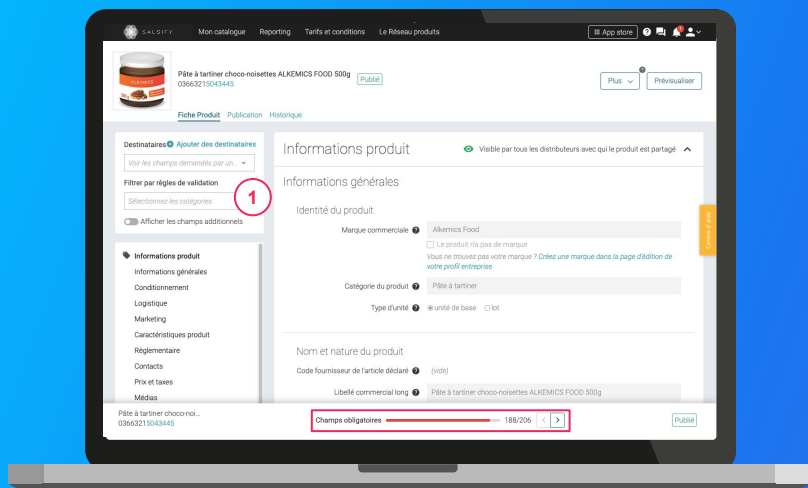 SALSIFY Mon catalogue Reporting Tarifs et conditions Le Réseau produits App store
ALKEMICS
500g
Pâte à tartiner choco-noisettes ALKEMICS FOOD 500g Publié
03663215043445
Plus Prévisualiser
Fiche Produit Publication Historique
Destinataires Ajouter des destinataires
Voir les champs demandés par un...
Filtrer par règles de validation
Sélectionnez les catégories
1
Afficher les champs additionnels
Informations produit
Informations générales
Conditionnement
Logistique
Marketing
Caractéristiques produit
Règlementaire
Contacts
Prix et taxes
Médias
Informations produit Visible par tous les distributeurs avec qui le produit est partagé
Informations générales
Identité du produit
Marque commerciale Alkemics Food
Le produit n'a pas de marque
Vous ne trouvez pas votre marque ? Créez une marque dans la page d'édition de
votre profil entreprise
Catégorie du produit Pâte à tartiner
Type d'unité unité de base lot
Nom et nature du produit
Code fournisseur de l'article déclaré (vide)
Libellé commercial long Pâte à tartiner choco-noisettes ALKEMICS FOOD 500g
Centre d'aide
Pâte à tartiner choco-noi...
03663215043445
Champs obligatoires 188/206
Publié